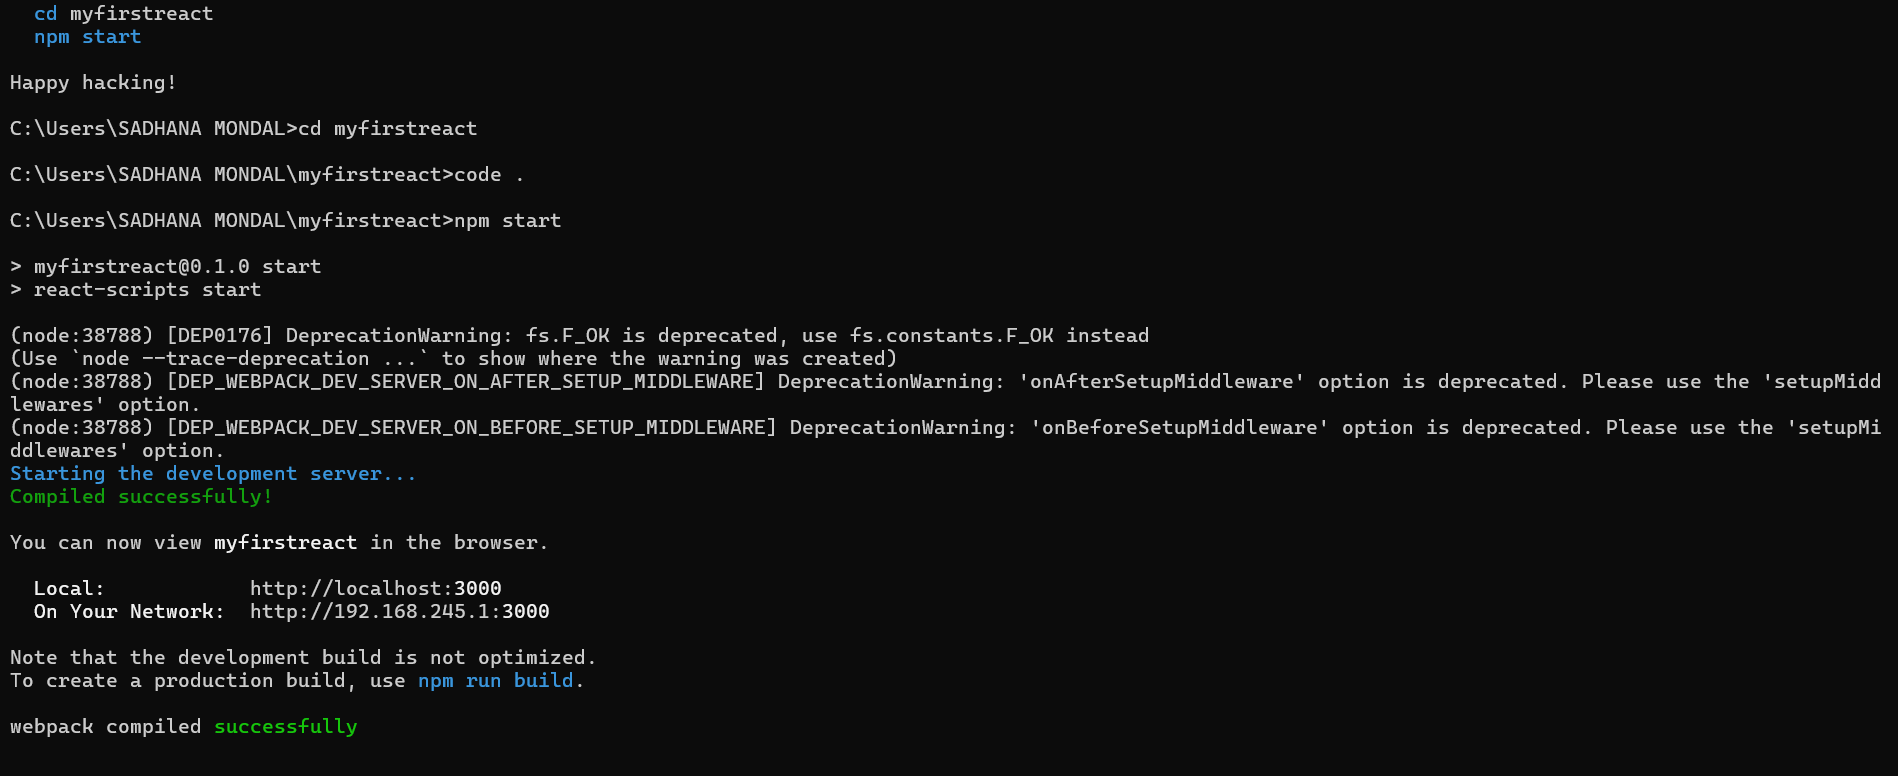 cd myfirstreact
npm start
Happy hacking!
C:\Users\SADHANA MONDAL>cd myfirstreact
C:\Users\SADHANA MONDAL\myfirstreact>code .
C:\Users\SADHANA MONDAL\myfirstreact>npm start
> myfirstreact@0.1.0 start
> react-scripts start
(node:38788) [DEP0176] DeprecationWarning: fs.F_OK is deprecated, use fs.constants.F_OK instead
(Use `node --trace-deprecation ...` to show where the warning was created)
(node:38788) [DEP_WEBPACK_DEV_SERVER_ON_AFTER_SETUP_MIDDLEWARE] DeprecationWarning: 'onAfterSetupMiddleware' option is deprecated. Please use the 'setupMidd
lewares' option.
(node:38788) [DEP_WEBPACK_DEV_SERVER_ON_BEFORE_SETUP_MIDDLEWARE] DeprecationWarning: 'onBeforeSetupMiddleware' option is deprecated. Please use the 'setupMi
ddlewares' option.
Starting the development server...
Compiled successfully!
You can now view myfirstreact in the browser.
Local: http://localhost:3000
On Your Network: http://192.168.245.1:3000
Note that the development build is not optimized.
To create a production build, use npm run build.
webpack compiled successfully